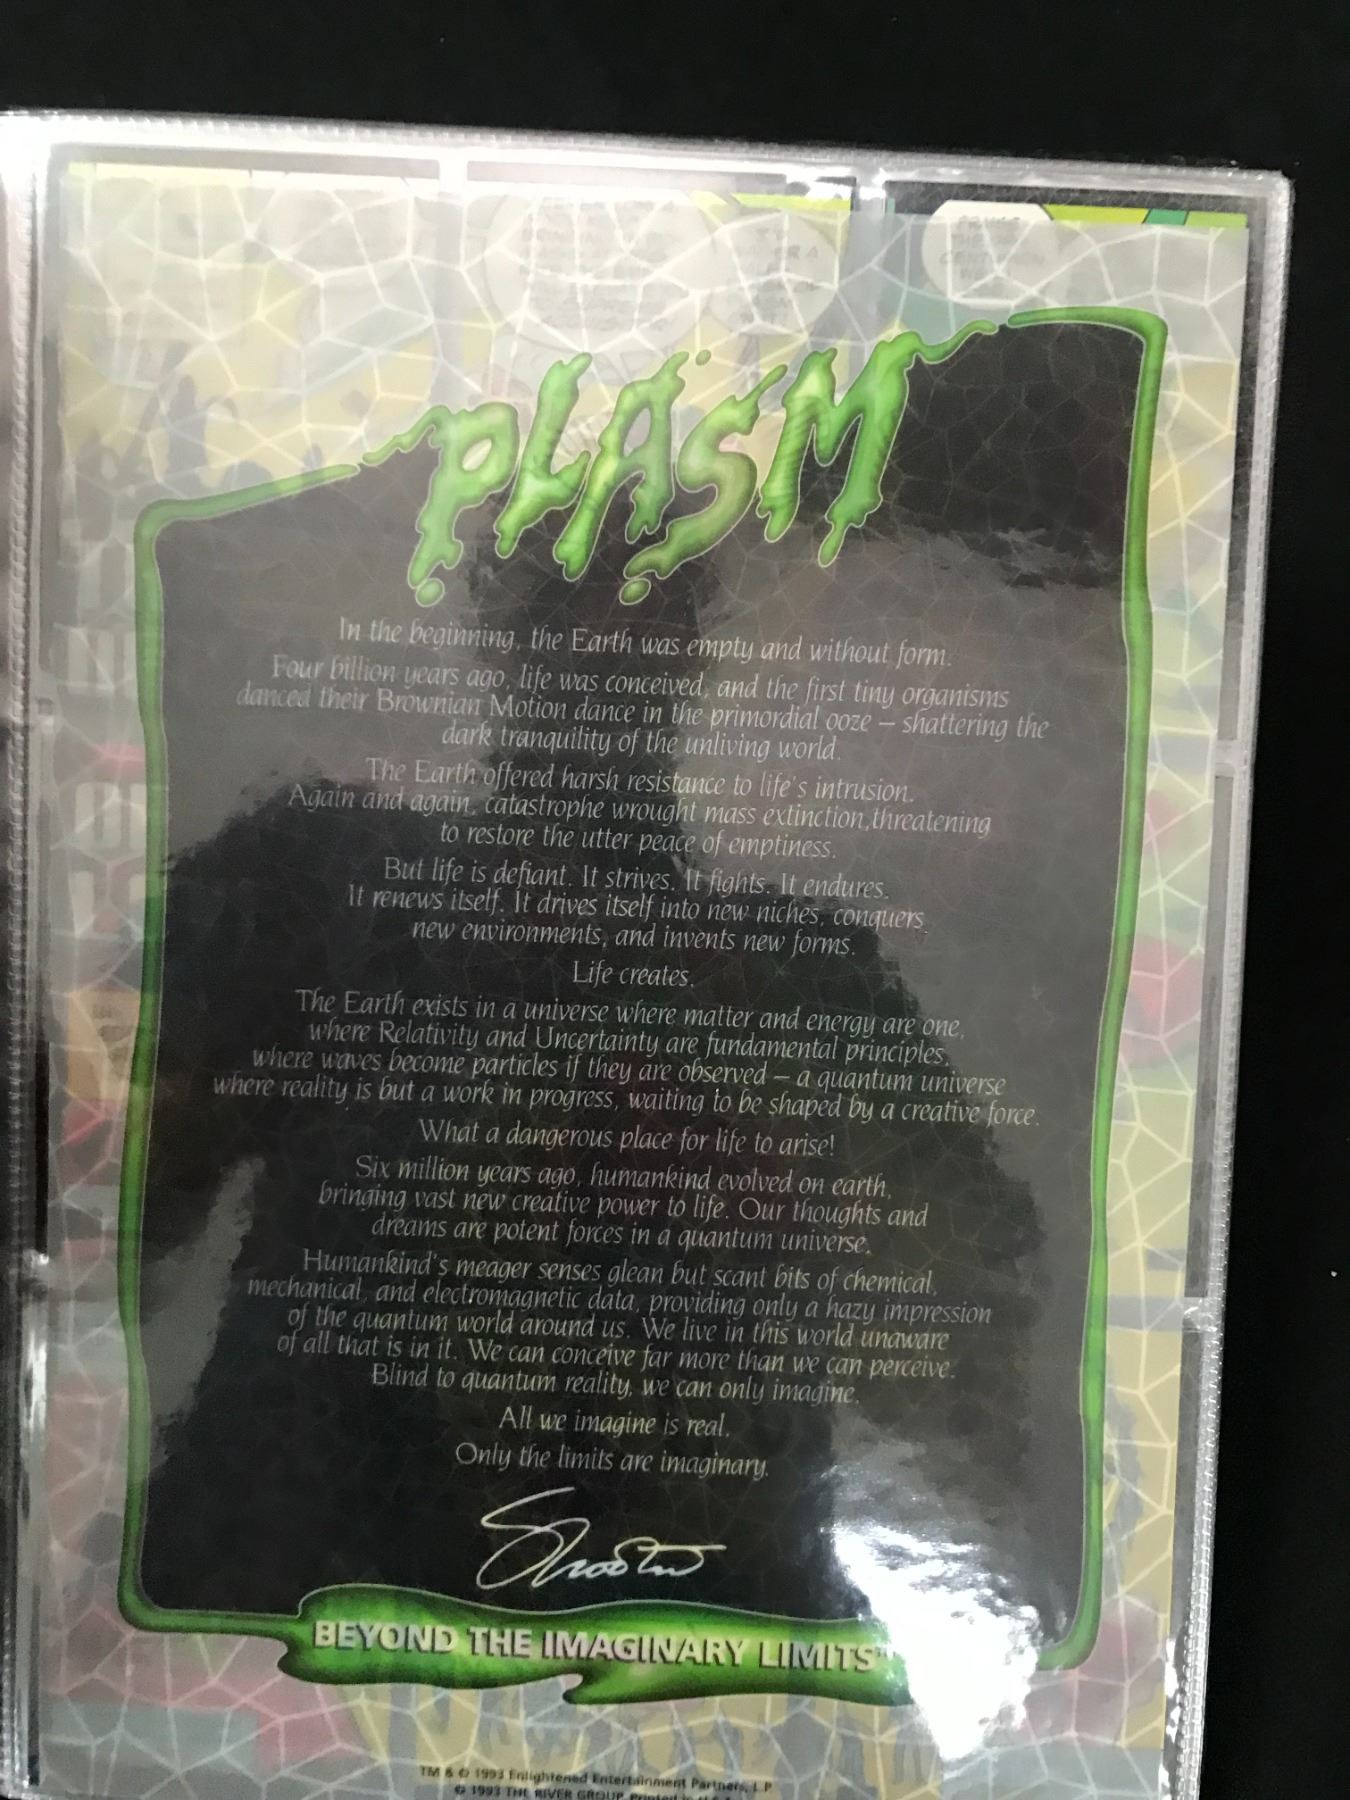 PLASM
In the beginning, the Earth was empty and without form.
Four billion years ago, life was conceived, and the first tiny organisms
danced their Brownian Motion dance in the primordial ooze – shattering the
dark tranquility of the unliving world.
The Earth offered harsh resistance to life's intrusion.
Again and again, catastrophe wrought mass extinction,threatening
to restore the utter peace of emptiness.
But life is defiant. It strives. It fights. It endures.
It renews itself. It drives itself into new niches, conquers
new environments, and invents new forms.
Life creates.
The Earth exists in a universe where matter and energy are one,
where Relativity and Uncertainty are fundamental principles,
where waves become particles if they are observed – a quantum universe
where reality is but a work in progress, waiting to be shaped by a creative force.
What a dangerous place for life to arise!
Six million years ago, humankind evolved on earth,
bringing vast new creative power to life. Our thoughts and
dreams are potent forces in a quantum universe.
Humankind's meager senses glean but scant bits of chemical,
mechanical, and electromagnetic data, providing only a hazy impression
of the quantum world around us. We live in this world unaware
of all that is in it. We can conceive far more than we can perceive.
Blind to quantum reality, we can only imagine.
All we imagine is real.
Only the limits are imaginary.
Shooter
BEYOND THE IMAGINARY LIMITS
TM & © 1993 Enlightened Entertainment Partners, L.P.
© 1993 THE RIVER GROUP. Printed in U.S.A.